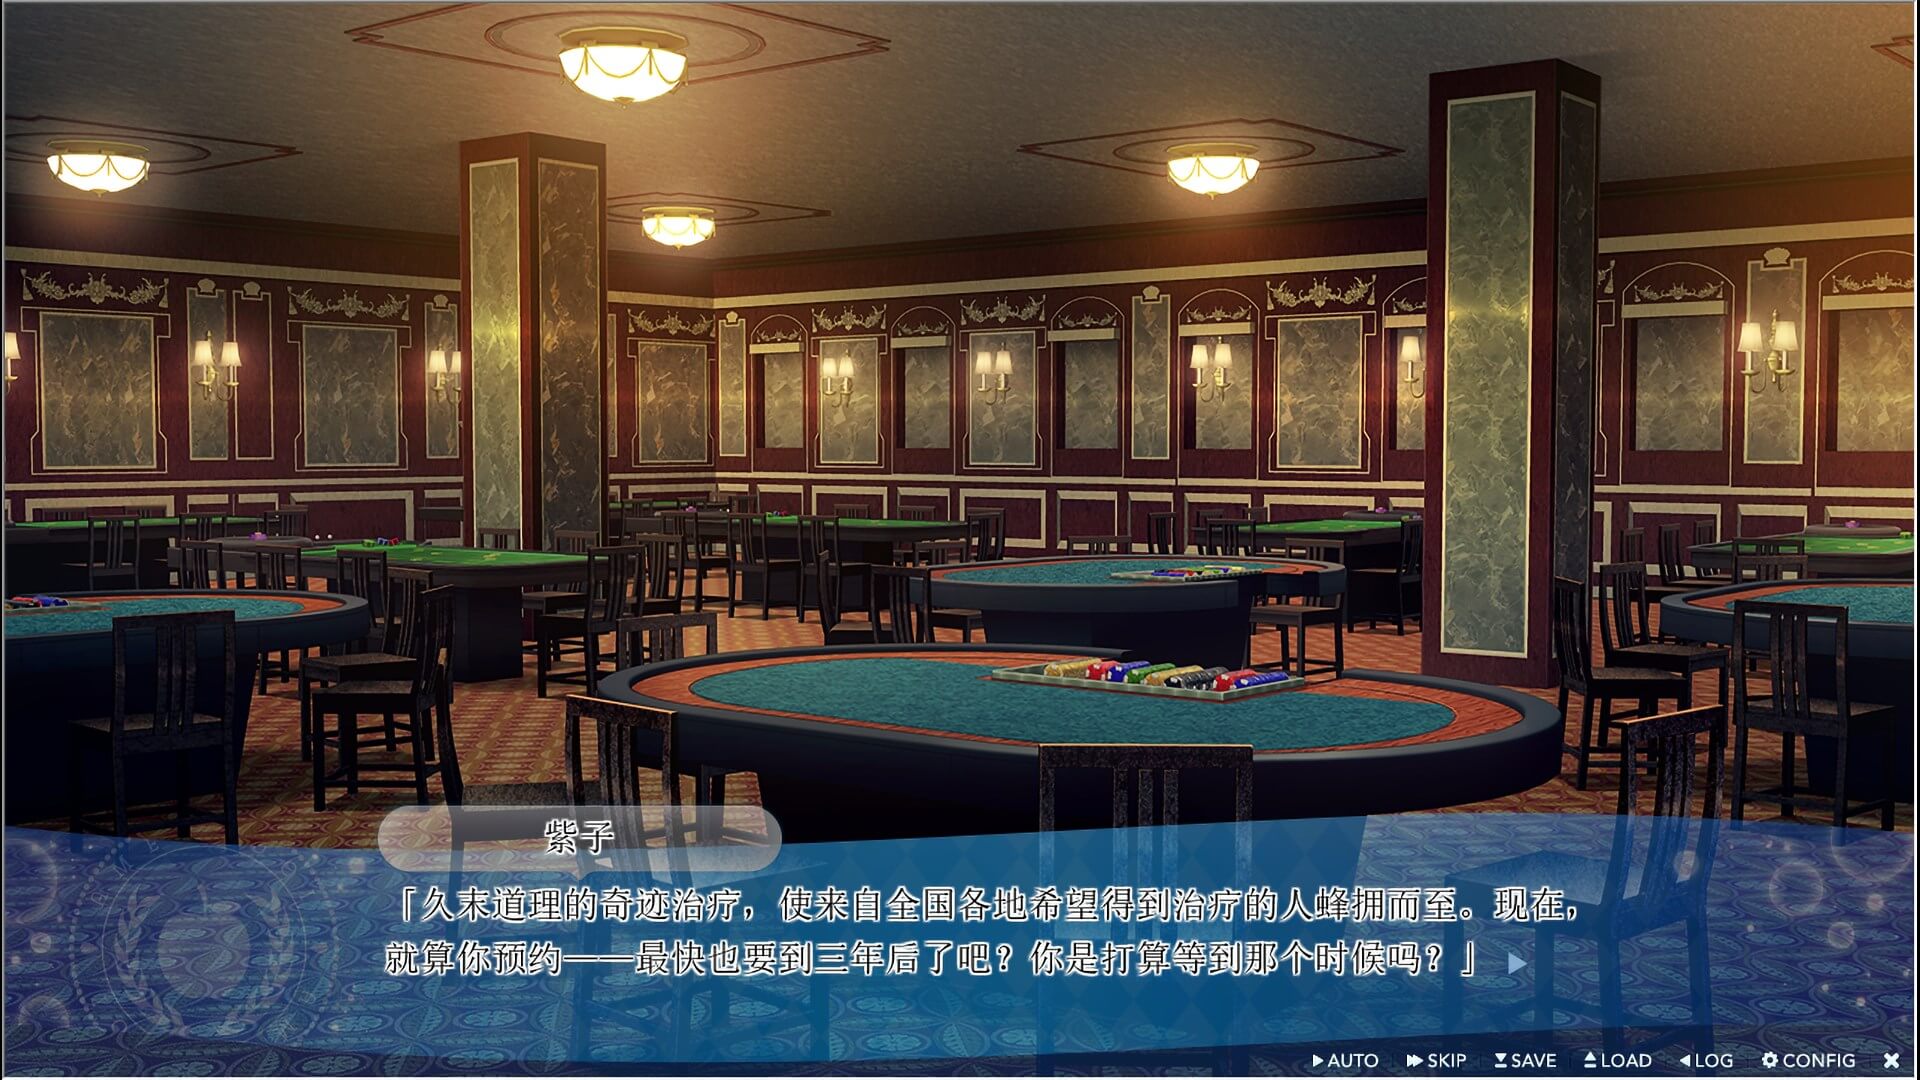 紫子
「久末道理的奇迹治疗，使来自全国各地希望得到治疗的人蜂拥而至。现在，
就算你预约——最快也要到三年后了吧？你是打算等到那个时候吗？」
AUTO SKIP SAVE LOAD LOG CONFIG